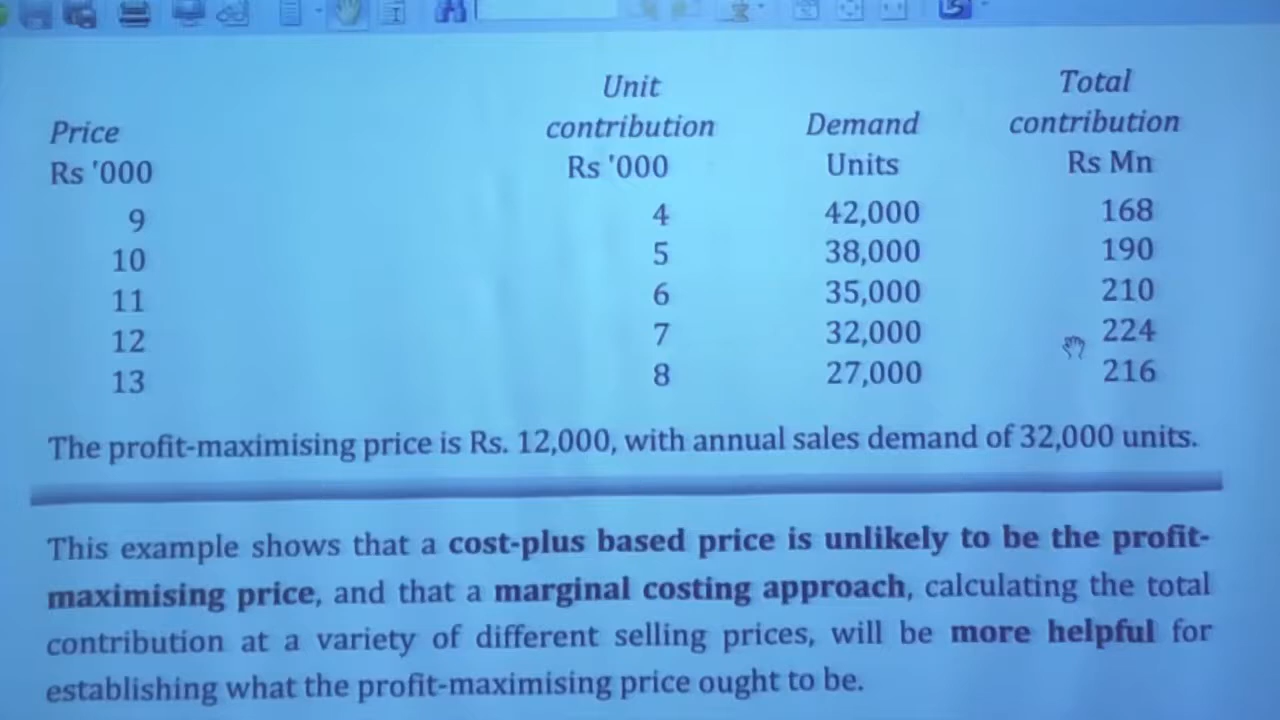 Unit Total
Price contribution Demand contribution
Rs '000 Rs '000 Units Rs Mn
9 4 42,000 168
10 5 38,000 190
11 6 35,000 210
12 7 32,000 224
13 8 27,000 216
The profit-maximising price is Rs. 12,000, with annual sales demand of 32,000 units.
This example shows that a cost-plus based price is unlikely to be the profit-
maximising price, and that a marginal costing approach, calculating the total
contribution at a variety of different selling prices, will be more helpful for
establishing what the profit-maximising price ought to be.